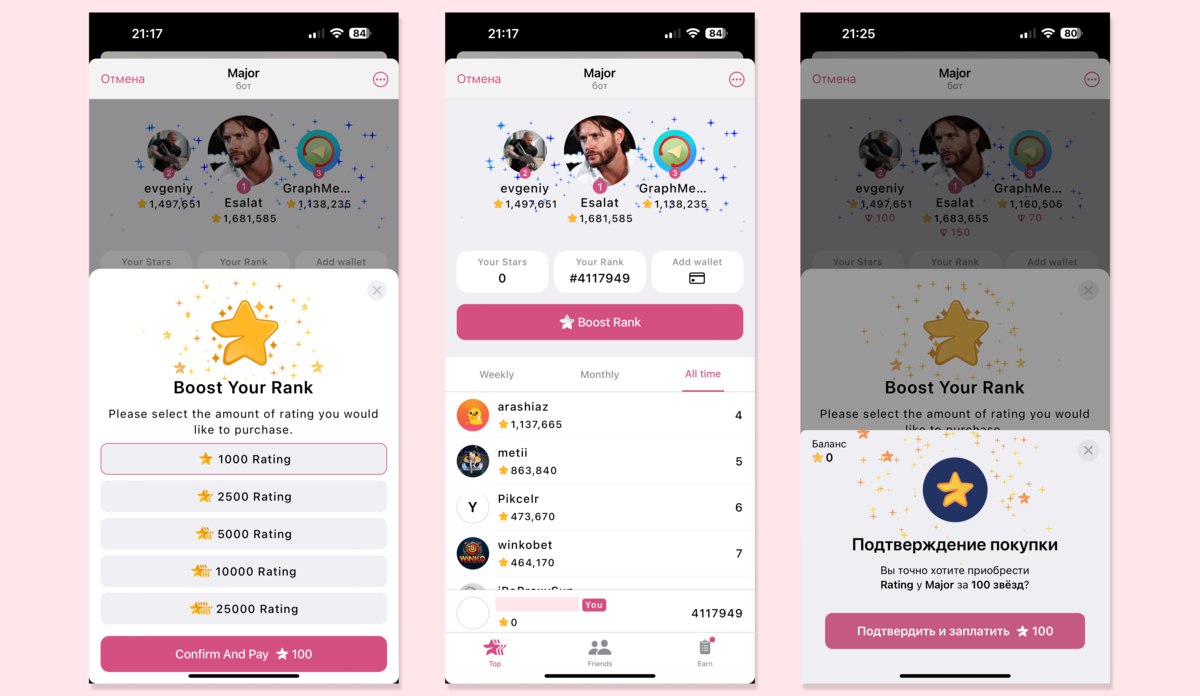 21:17
84
Отмена
Major
бот
2
1
3
evgeniy
Esalat
GraphMe...
1,497,651
1,681,585
1,138,235
Your Stars
Your Rank
Add wallet
Boost Your Rank
Please select the amount of rating you would
like to purchase.
1000 Rating
2500 Rating
5000 Rating
10000 Rating
25000 Rating
Confirm And Pay 100
21:17
84
Отмена
Major
бот
2
1
3
evgeniy
Esalat
GraphMe...
1,497,651
1,681,585
1,138,235
Your Stars
Your Rank
Add wallet
0
#4117949
Boost Rank
Weekly
Monthly
All time
arashiaz
1,137,665
4
metii
863,840
5
Y
Pikcelr
473,670
6
WINKO
winkobet
464,170
7
You
0
4117949
Top
Friends
Earn
21:25
80
Отмена
Major
бот
2
1
3
evgeniy
Esalat
GraphMe...
1,497,651
1,683,655
1,160,505
100
150
70
Your Stars
Your Rank
Add wallet
Boost Your Rank
Please select the amount of rating you would
like to purchase.
Баланс
0
Подтверждение покупки
Вы точно хотите приобрести
Rating у Major за 100 звёзд?
Подтвердить и заплатить 100